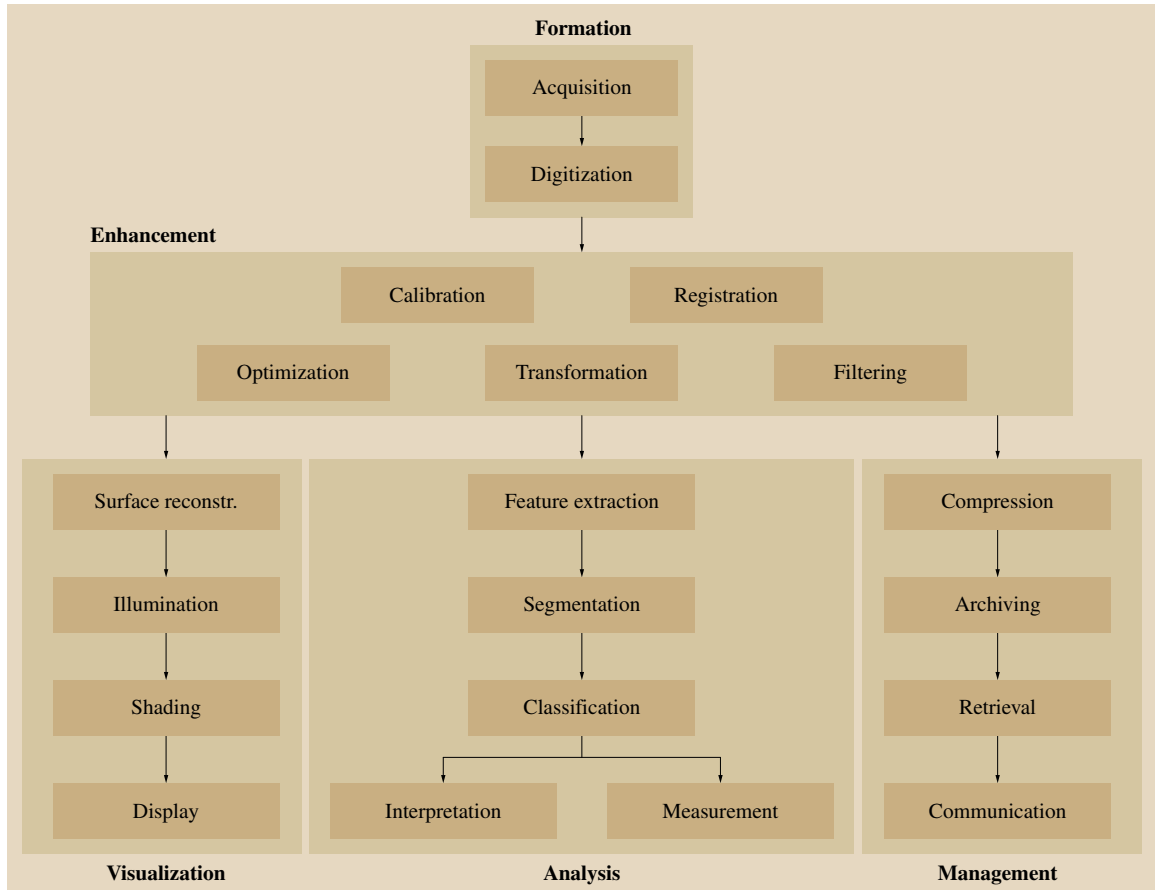 Formation
Acquisition
Digitization
Enhancement
Calibration
Registration
Optimization
Transformation
Filtering
Surface reconstr.
Feature extraction
Compression
Illumination
Segmentation
Archiving
Shading
Classification
Retrieval
Display
Interpretation
Measurement
Communication
Visualization
Analysis
Management